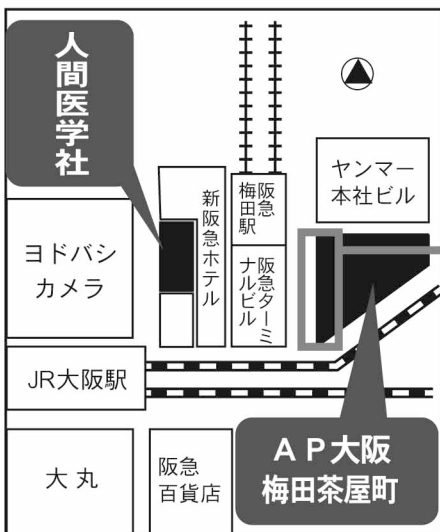 人間医学社
ヤンマー
本社ビル
阪急
梅田駅
新阪急ホテル
ヨドバシ
カメラ
阪急ターミ
ナルビル
JR大阪駅
AP大阪
梅田茶屋町
大丸
阪急
百貨店